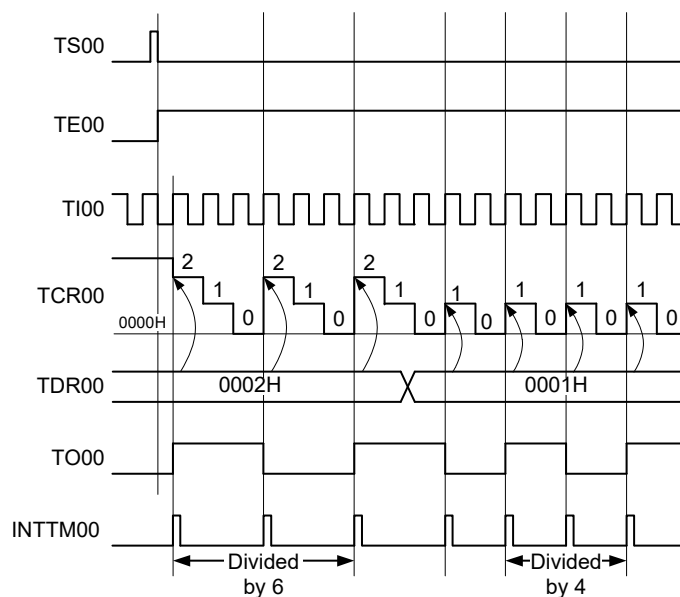 TS00
TE00
TI00
2 2 2
1 1 1 1 1 1 1
TCR00
0 0 0 0 0 0 0
0000H
TDR00
0002H 0001H
TO00
INTTM00
Divided by 6
Divided by 4